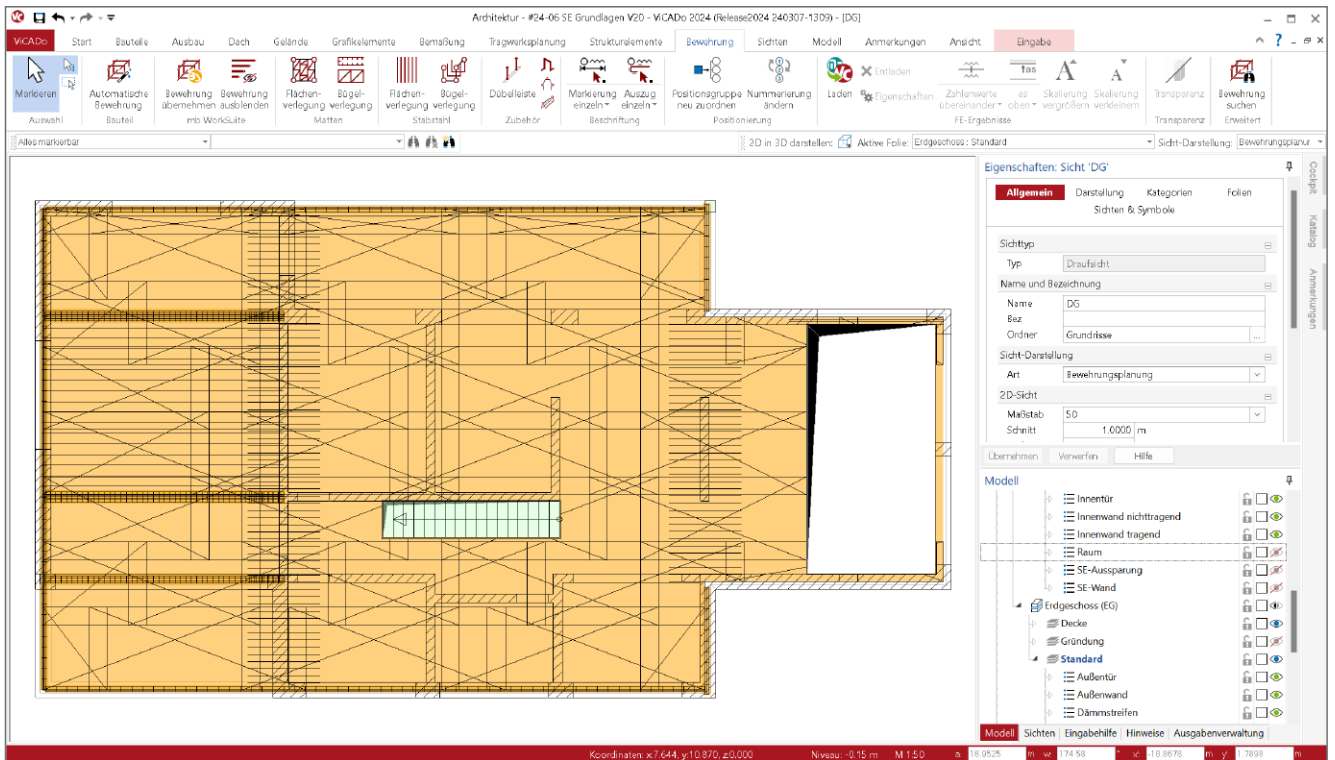 Architektur - #24-06 SE Grundlagen V20 - ViCADo 2024 (Release2024 240307-1309) - [DG]
ViCADo Start Bauteile Ausbau Dach Gelände Grafikelemente Bemaßung Tragwerksplanung Strukturelemente Bewehrung Sichten Modell Anmerkungen Ansicht Eingabe
Markieren
Automatische Bewehrung
Bewehrung übernehmen
Bewehrung ausblenden
Flächen-verlegung
Bügel-verlegung
Flächen-verlegung
Bügel-verlegung
Dübelleiste
Markierung einzeln
Auszug einzeln
Positionsgruppe neu zuordnen
Nummerierung ändern
Laden
Entladen
Eigenschaften
Zahlenwerte übereinander
as oben
Skalierung vergrößern
Skalierung verkleinern
Transparenz
Bewehrung suchen
Auswahl Bauteil mb WorkSuite Matten Stabstahl Zubehör Beschriftung Positionierung FE-Ergebnisse Transparenz Erweitert
Alles markierbar
2D in 3D darstellen: Aktive Folie: Erdgeschoss : Standard
Sicht-Darstellung: Bewehrungsplanur
Eigenschaften: Sicht 'DG'
Allgemein Darstellung Kategorien Folien
Sichten & Symbole
Sichttyp
Typ Draufsicht
Name und Bezeichnung
Name DG
Bez
Ordner Grundrisse ...
Sicht-Darstellung
Art Bewehrungsplanung
2D-Sicht
Maßstab 50
Schnitt 1.0000 m
Übernehmen Verwerfen Hilfe
Modell
Innentür
Innenwand nichttragend
Innenwand tragend
Raum
SE-Aussparung
SE-Wand
Erdgeschoss (EG)
Decke
Gründung
Standard
Außentür
Außenwand
Dämmstreifen
Modell Sichten Eingabehilfe Hinweise Ausgabenverwaltung
Cockpit
Katalog
Anmerkungen
Koordinaten: x:7.644, y:10.870, z:0.000 Niveau: -0.15 m M 1:50 a: 18.9525 m w: 174.58 ° x: -18.8678 m y: 1.7898 m